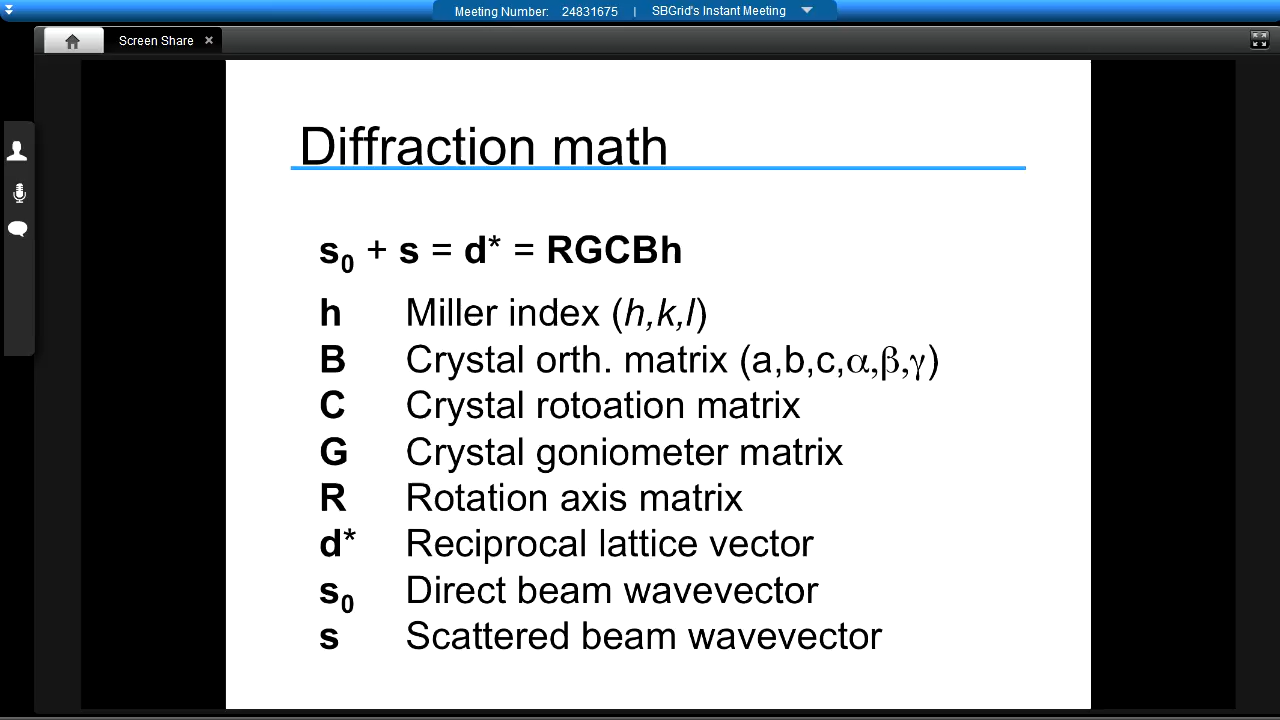 Meeting Number: 24831675 | SBGrid's Instant Meeting
Screen Share ×
Diffraction math
s₀ + s = d* = RGCBh
h Miller index (h,k,l)
B Crystal orth. matrix (a,b,c,α,β,γ)
C Crystal rotoation matrix
G Crystal goniometer matrix
R Rotation axis matrix
d* Reciprocal lattice vector
s₀ Direct beam wavevector
s Scattered beam wavevector